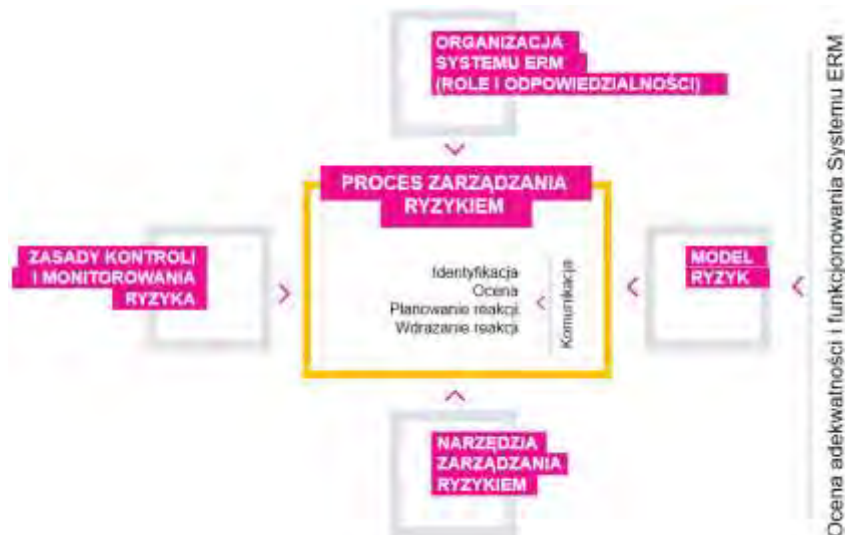 ORGANIZACJA
SYSTEMU ERM
(ROLE I ODPOWIEDZIALNOŚCI)
PROCES ZARZĄDZANIA
RYZYKIEM
ZASADY KONTROLI
I MONITOROWANIA
RYZYKA
Identyfikacja
Ocena
Planowanie reakcji
Wdrażanie reakcji
Komunikacja
MODEL
RYZYK
NARZĘDZIA
ZARZĄDZANIA
RYZYKIEM
Ocena adekwatności i funkcjonowania Systemu ERM